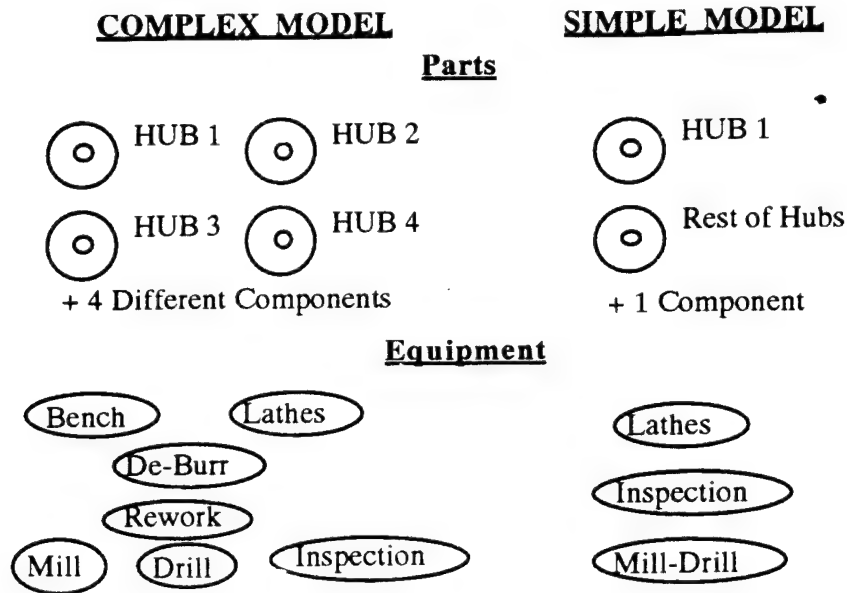 COMPLEX MODEL SIMPLE MODEL
Parts
HUB 1 HUB 2 HUB 1
HUB 3 HUB 4 Rest of Hubs
+ 4 Different Components + 1 Component
Equipment
Bench Lathes Lathes
De-Burr
Rework Inspection
Mill Drill Inspection Mill-Drill